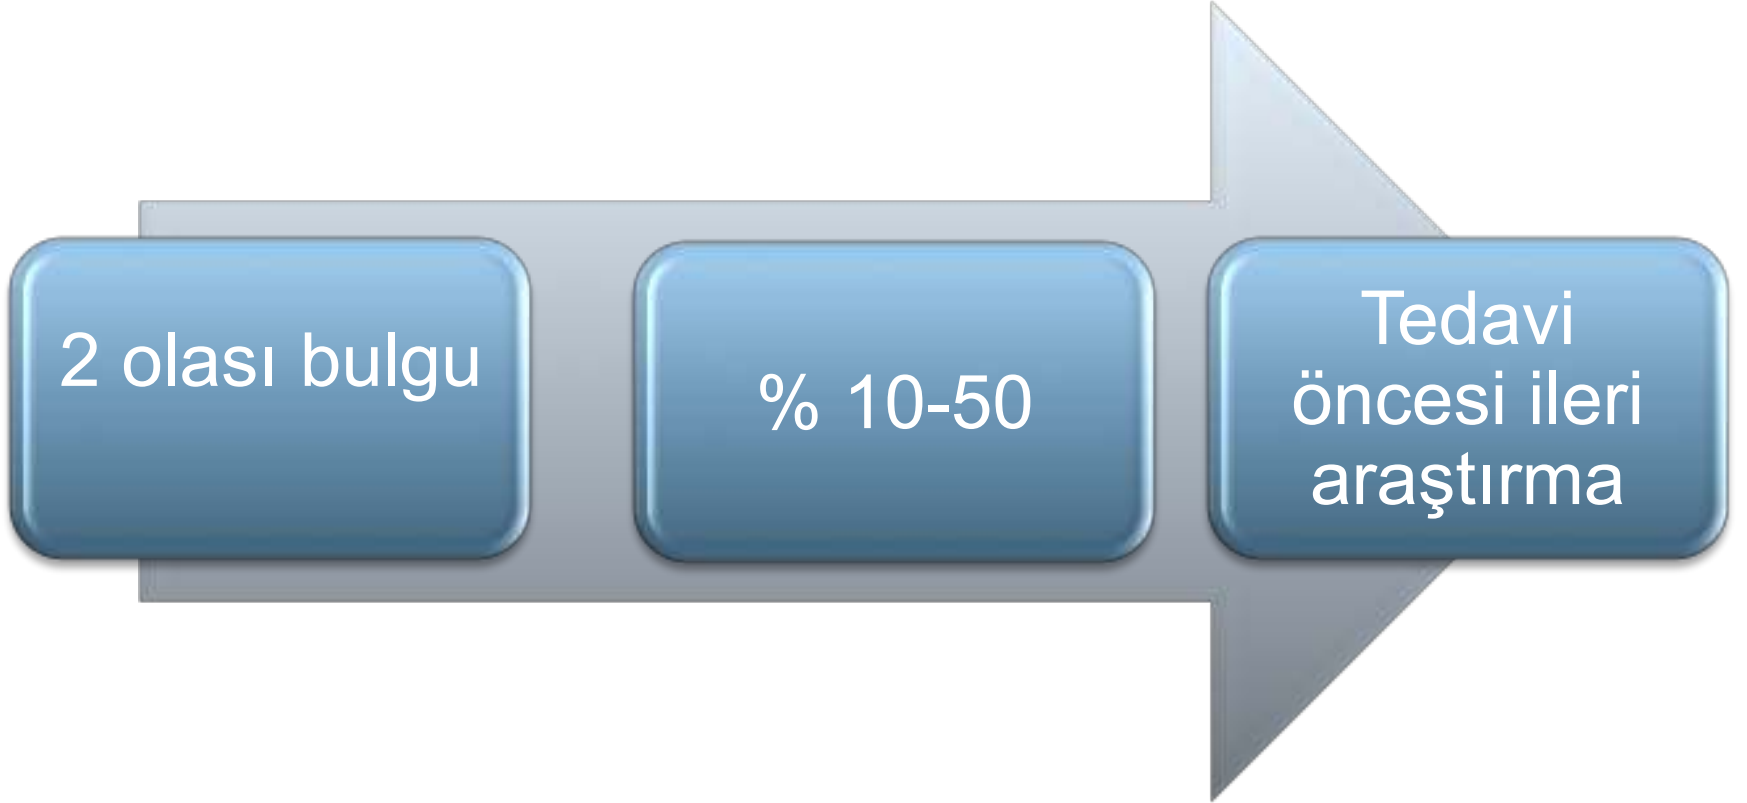 2 olası bulgu
% 10-50
Tedavi
öncesi ileri
araştırma